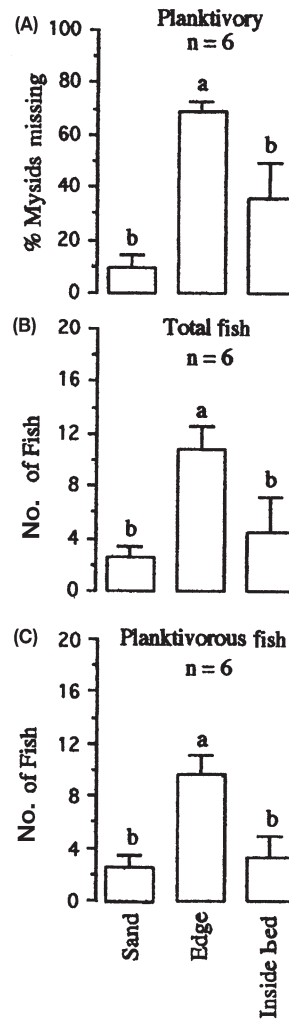 (A)
Planktivory
n = 6
% Mysids missing
100
80
60
40
20
0
b
a
b
(B)
Total fish
n = 6
No. of Fish
20
16
12
8
4
0
b
a
b
(C)
Planktivorous fish
n = 6
No. of Fish
20
16
12
8
4
0
b
a
b
Sand
Edge
Inside bed